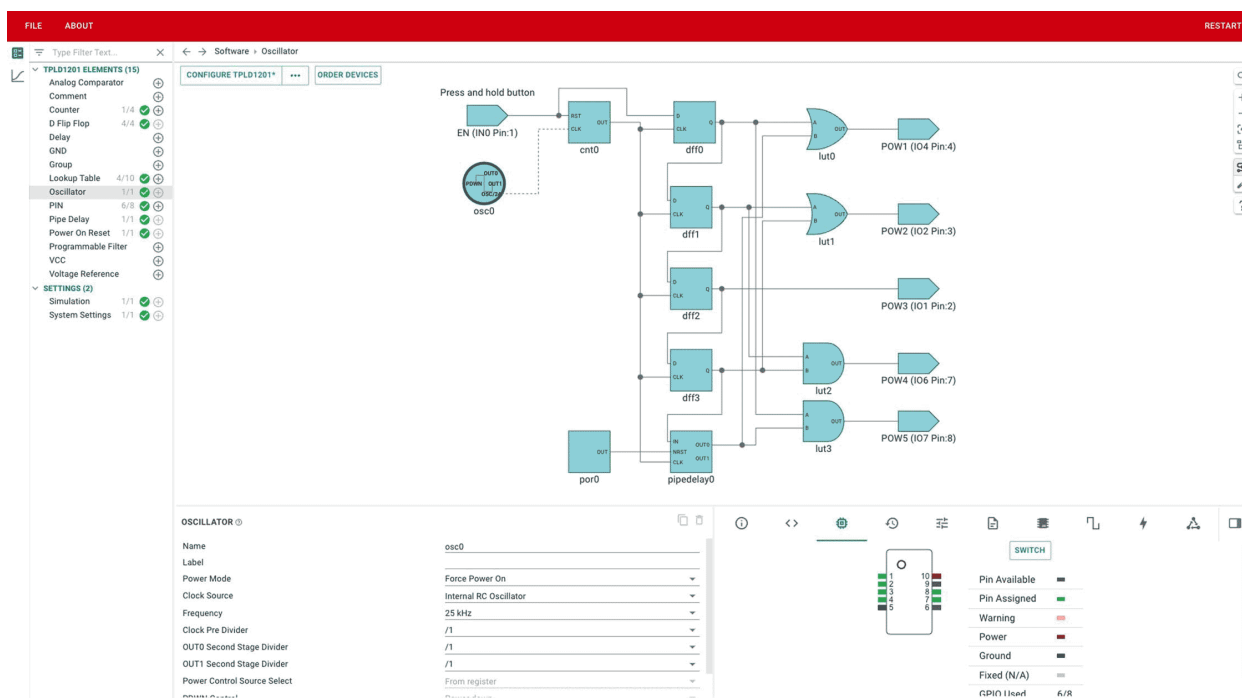 FILE ABOUT RESTART
Type Filter Text...
Software › Oscillator
TPLD1201 ELEMENTS (15)
Analog Comparator
Comment
Counter 1/4
D Flip Flop 4/4
Delay
GND
Group
Lookup Table 4/10
Oscillator 1/1
PIN 6/8
Pipe Delay 1/1
Power On Reset 1/1
Programmable Filter
VCC
Voltage Reference
SETTINGS (2)
Simulation 1/1
System Settings 1/1
CONFIGURE TPLD1201* ••• ORDER DEVICES
Press and hold button
EN (IN0 Pin:1)
RST
CLK
OUT
cnt0
OUT0
PDWN OUT1
osc0
D
Q
CLK
dff0
D
Q
CLK
dff1
D
Q
CLK
dff2
D
Q
CLK
dff3
OUT
por0
IN
OUT0
NRST
OUT1
CLK
pipedelay0
A
OUT
B
lut0
A
OUT
B
lut1
A
OUT
B
lut2
A
OUT
B
lut3
POW1 (IO4 Pin:4)
POW2 (IO2 Pin:3)
POW3 (IO1 Pin:2)
POW4 (IO6 Pin:7)
POW5 (IO7 Pin:8)
OSCILLATOR
Name osc0
Label
Power Mode Force Power On
Clock Source Internal RC Oscillator
Frequency 25 kHz
Clock Pre Divider /1
OUT0 Second Stage Divider /1
OUT1 Second Stage Divider /1
Power Control Source Select From register
SWITCH
1 10
2 9
3 8
4 7
5 6
Pin Available
Pin Assigned
Warning
Power
Ground
Fixed (N/A)
GPIO Used 6/8